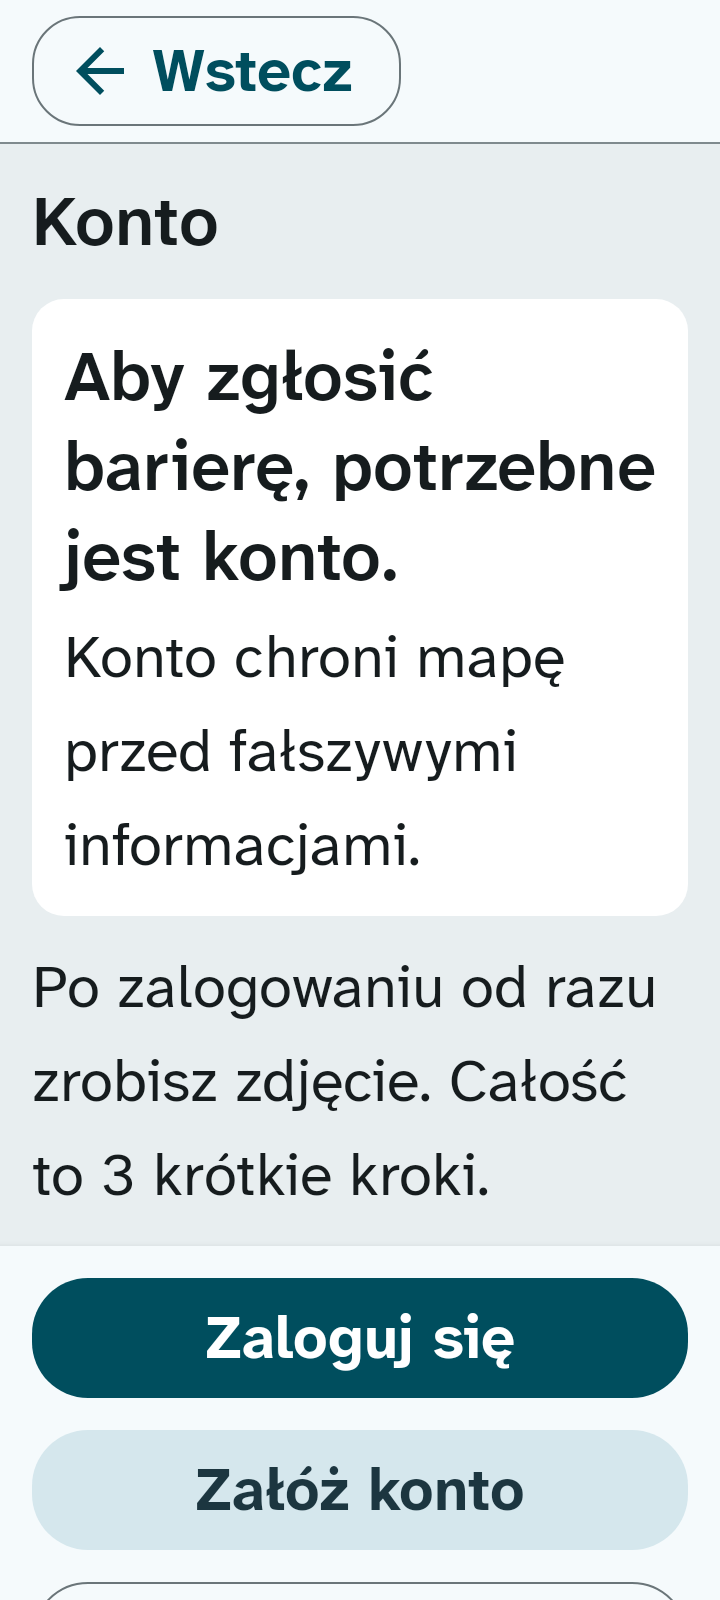 Wstecz
Konto
Aby zgłosić
barierę, potrzebne
jest konto.
Konto chroni mapę
przed fałszywymi
informacjami.
Po zalogowaniu od razu
zrobisz zdjęcie. Całość
to 3 krótkie kroki.
Zaloguj się
Załóż konto